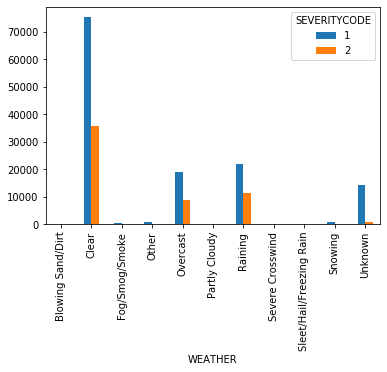 SEVERITYCODE
1
2
70000
60000
50000
40000
30000
20000
10000
0
Blowing Sand/Dirt
Clear
Fog/Smog/Smoke
Other
Overcast
Partly Cloudy
Raining
Severe Crosswind
Sleet/Hail/Freezing Rain
Snowing
Unknown
WEATHER